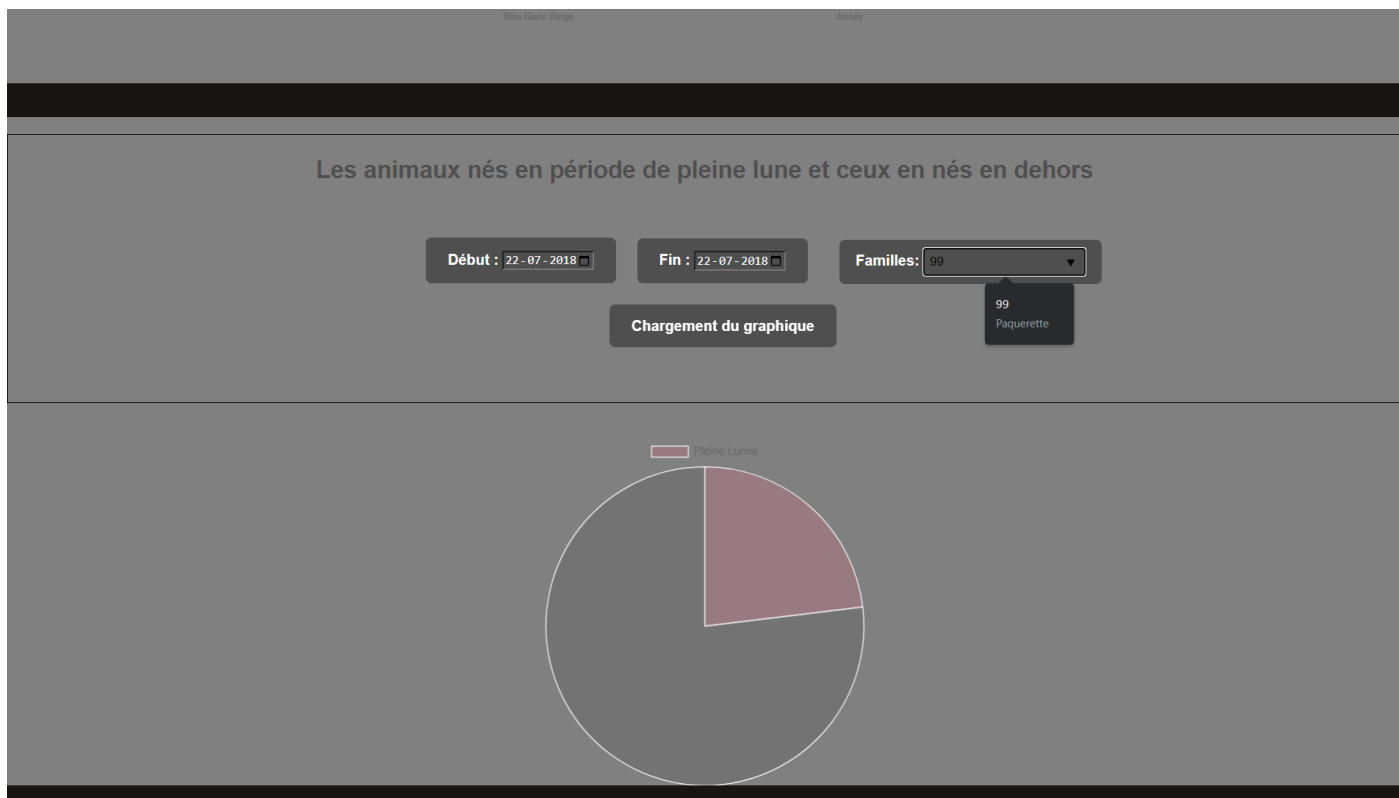 Bleu Blanc Belge Jersey
Les animaux nés en période de pleine lune et ceux en nés en dehors
Début : 22-07-2018 Fin : 22-07-2018 Familles: 99
99
Paquerette
Chargement du graphique
Pleine Lunne